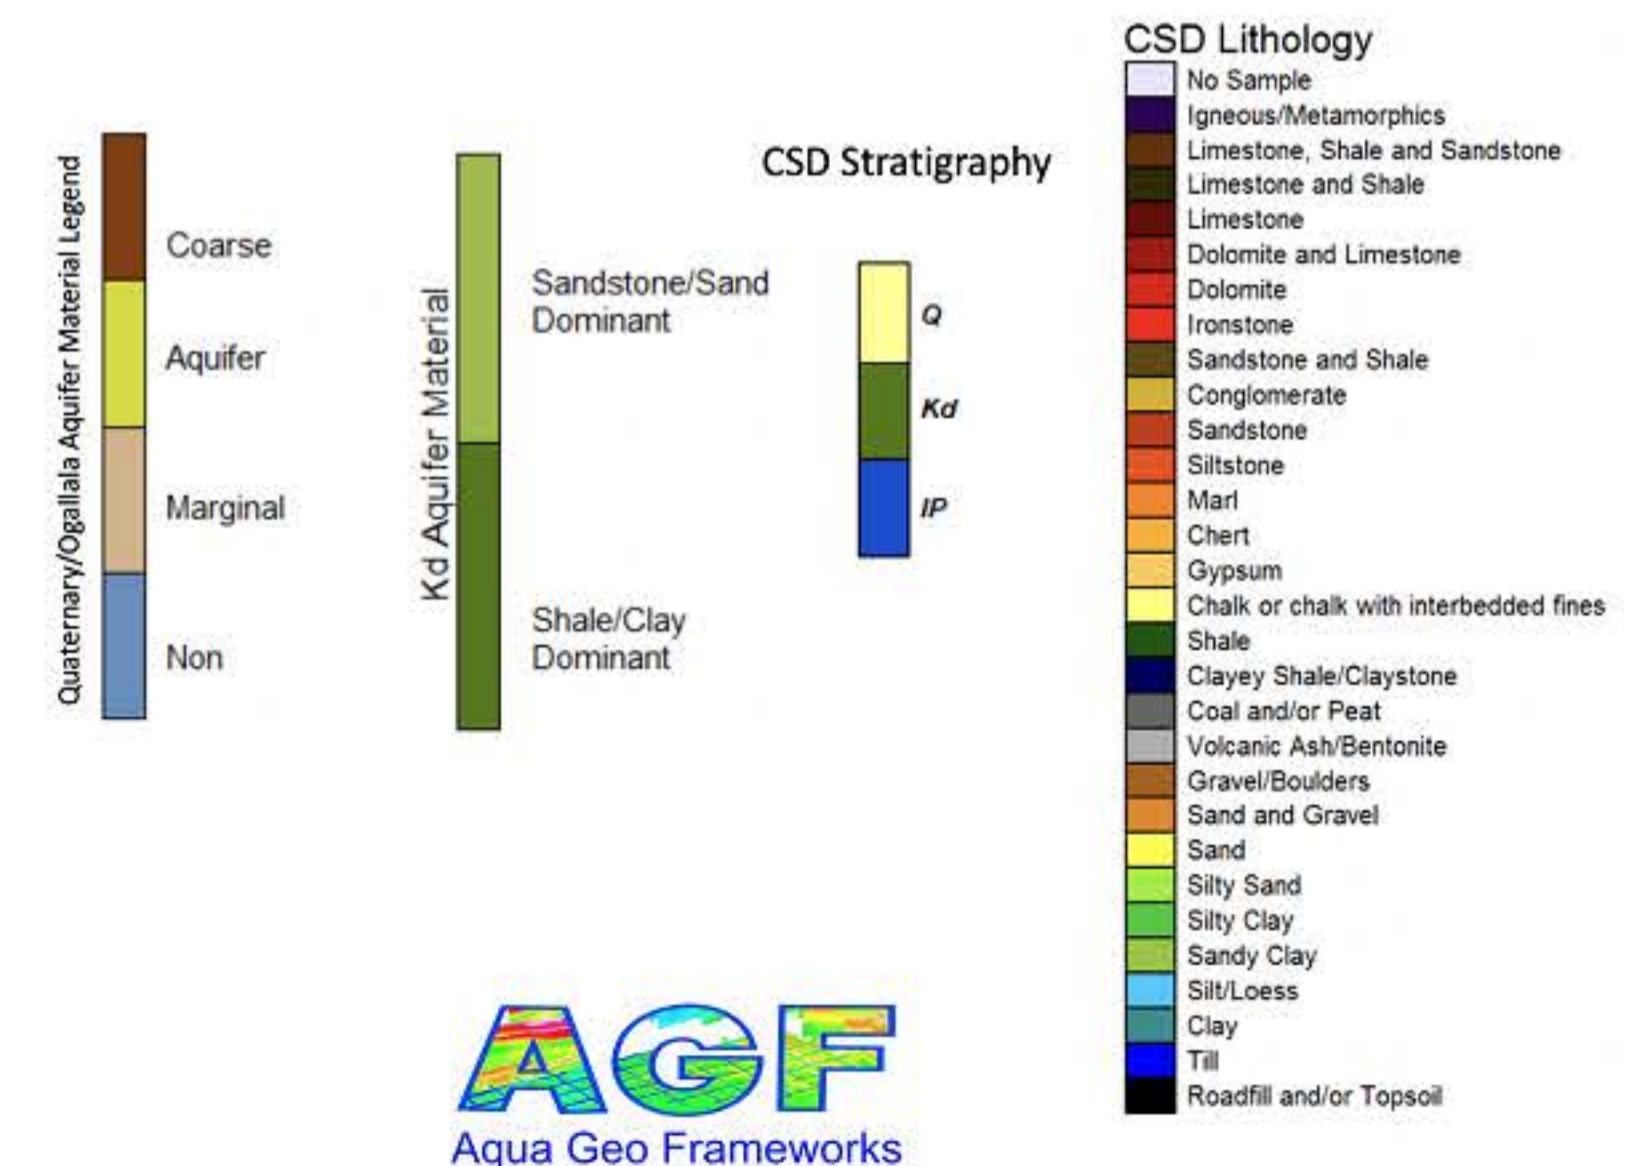 Quaternary/Ogallala Aquifer Material Legend
Coarse
Aquifer
Marginal
Non
Kd Aquifer Material
Sandstone/Sand
Dominant
Shale/Clay
Dominant
CSD Stratigraphy
Q
Kd
IP
CSD Lithology
No Sample
Igneous/Metamorphics
Limestone, Shale and Sandstone
Limestone and Shale
Limestone
Dolomite and Limestone
Dolomite
Ironstone
Sandstone and Shale
Conglomerate
Sandstone
Siltstone
Marl
Chert
Gypsum
Chalk or chalk with interbedded fines
Shale
Clayey Shale/Claystone
Coal and/or Peat
Volcanic Ash/Bentonite
Gravel/Boulders
Sand and Gravel
Sand
Silty Sand
Silty Clay
Sandy Clay
Silt/Loess
Clay
Till
Roadfill and/or Topsoil
AGF
Aqua Geo Frameworks